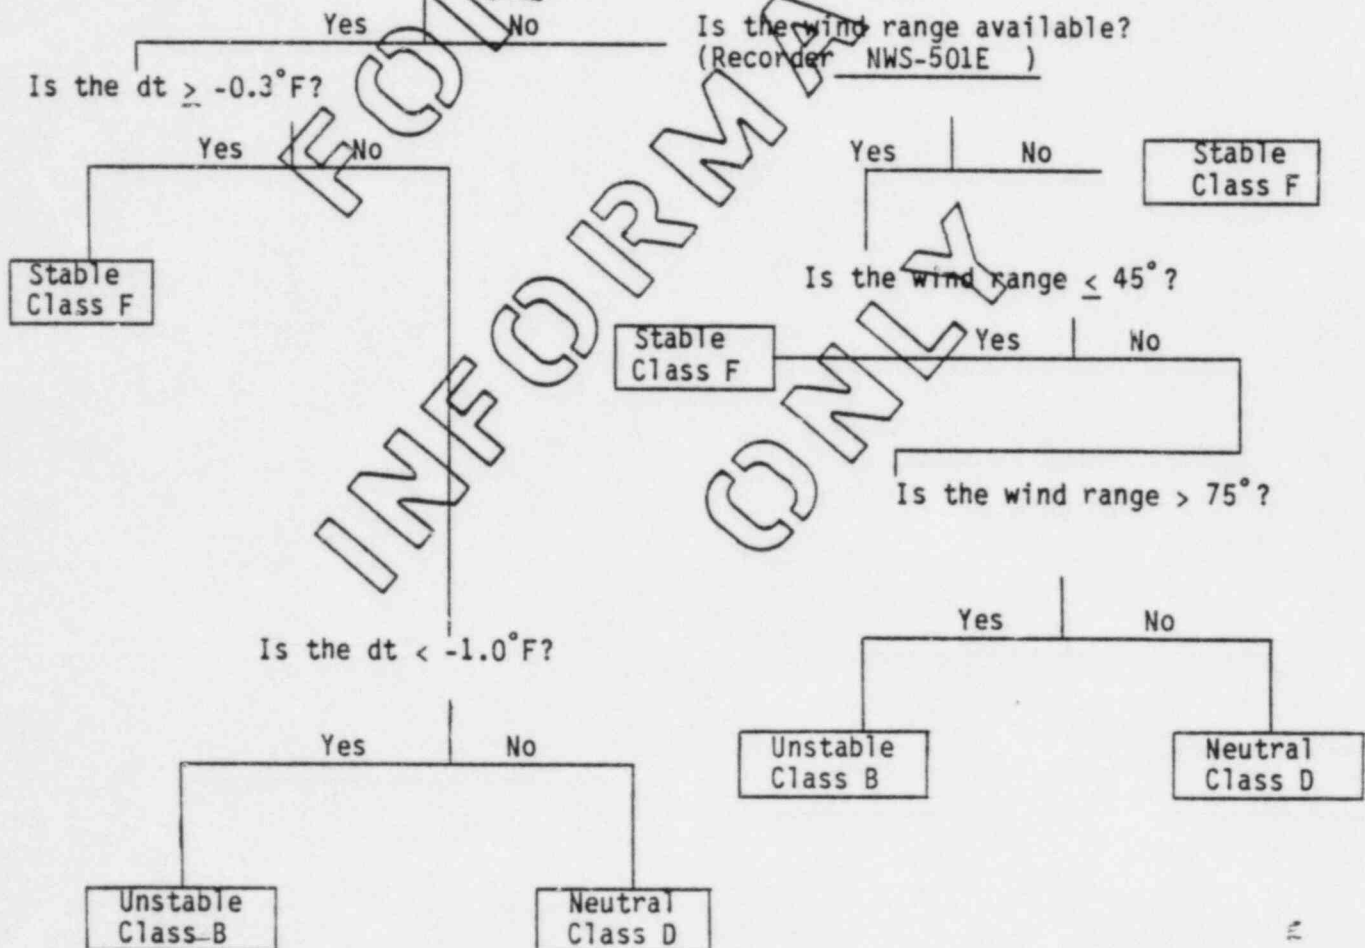 Yes No
Is the wind range available?
(Recorder NWS-501E )
Is the dt ≥ -0.3°F?
Yes No
Yes No
Stable
Class F
Stable
Class F
Is the wind range ≤ 45°?
Stable
Class F
Yes No
Is the wind range > 75°?
Is the dt < -1.0°F?
Yes No
Yes No
Unstable
Class B
Neutral
Class D
Unstable
Class B
Neutral
Class D
INFORMA
ONLY